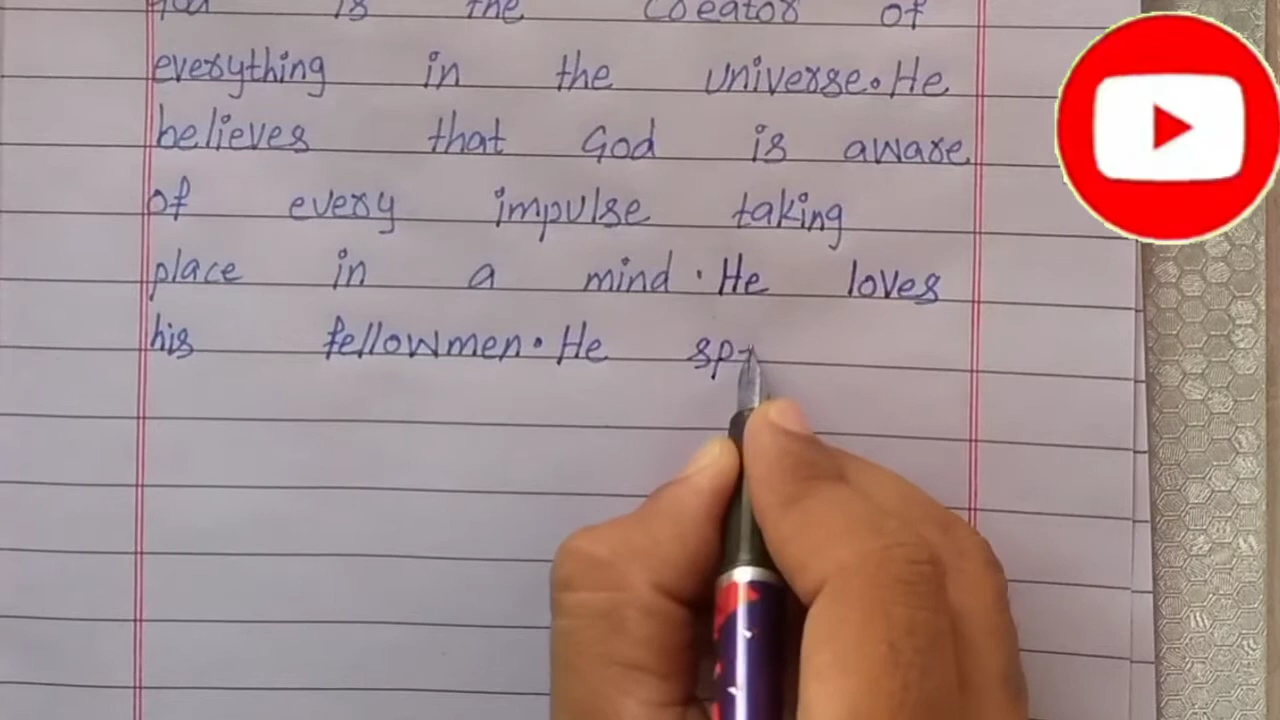 God is the Creator of
everything in the universe. He
believes that God is aware
of every impulse taking
place in a mind. He loves
his fellowmen. He sp